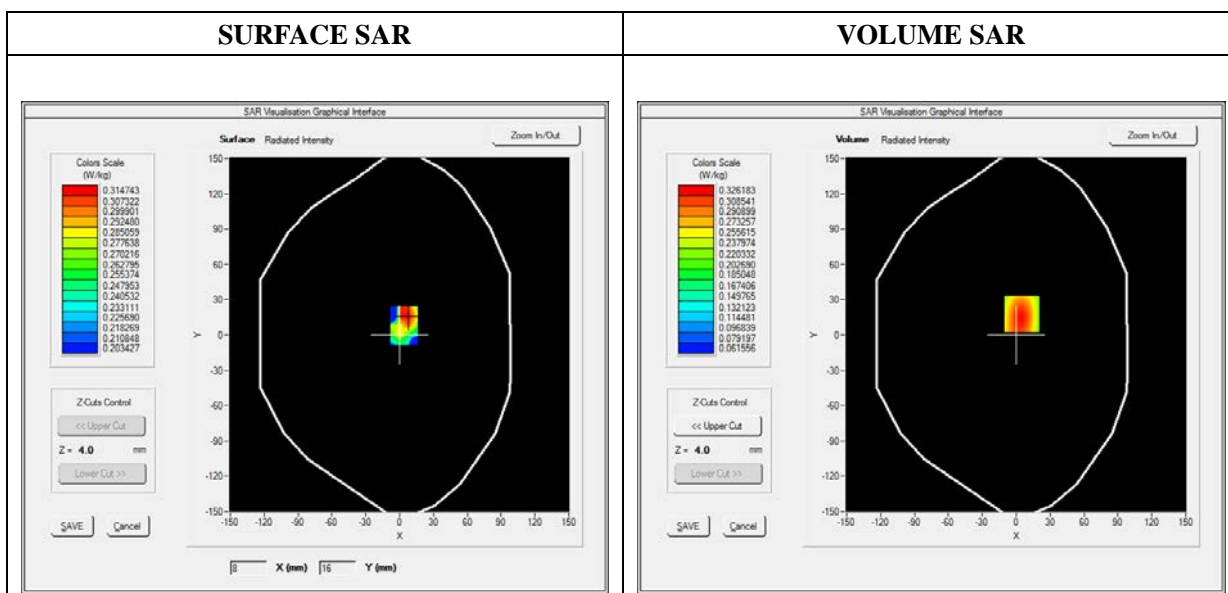 SURFACE SAR
SAR Visualisation Graphical Interface
Surface Radiated Intensity
Zoom In/Out
Colors Scale
(W/kg)
0.314743
0.307322
0.299901
0.292480
0.285059
0.277638
0.270216
0.262795
0.255374
0.247953
0.240532
0.233111
0.225690
0.218269
0.210848
0.203427
Z-Cuts Control
<< Upper Cut
Z = 4.0 mm
Lower Cut >>
SAVE Cancel
150
120
90
60
30
0
-30
-60
-90
-120
-150
Y
-150 -120 -90 -60 -30 0 30 60 90 120 150
X
8 X (mm) 16 Y (mm)
VOLUME SAR
SAR Visualisation Graphical Interface
Volume Radiated Intensity
Zoom In/Out
Colors Scale
(W/kg)
0.326183
0.308541
0.290899
0.273257
0.255615
0.237974
0.220332
0.202690
0.185048
0.167406
0.149765
0.132123
0.114481
0.096839
0.079197
0.061556
Z-Cuts Control
<< Upper Cut
Z = 4.0 mm
Lower Cut >>
SAVE Cancel
150
120
90
60
30
0
-30
-60
-90
-120
-150
Y
-150 -120 -90 -60 -30 0 30 60 90 120 150
X